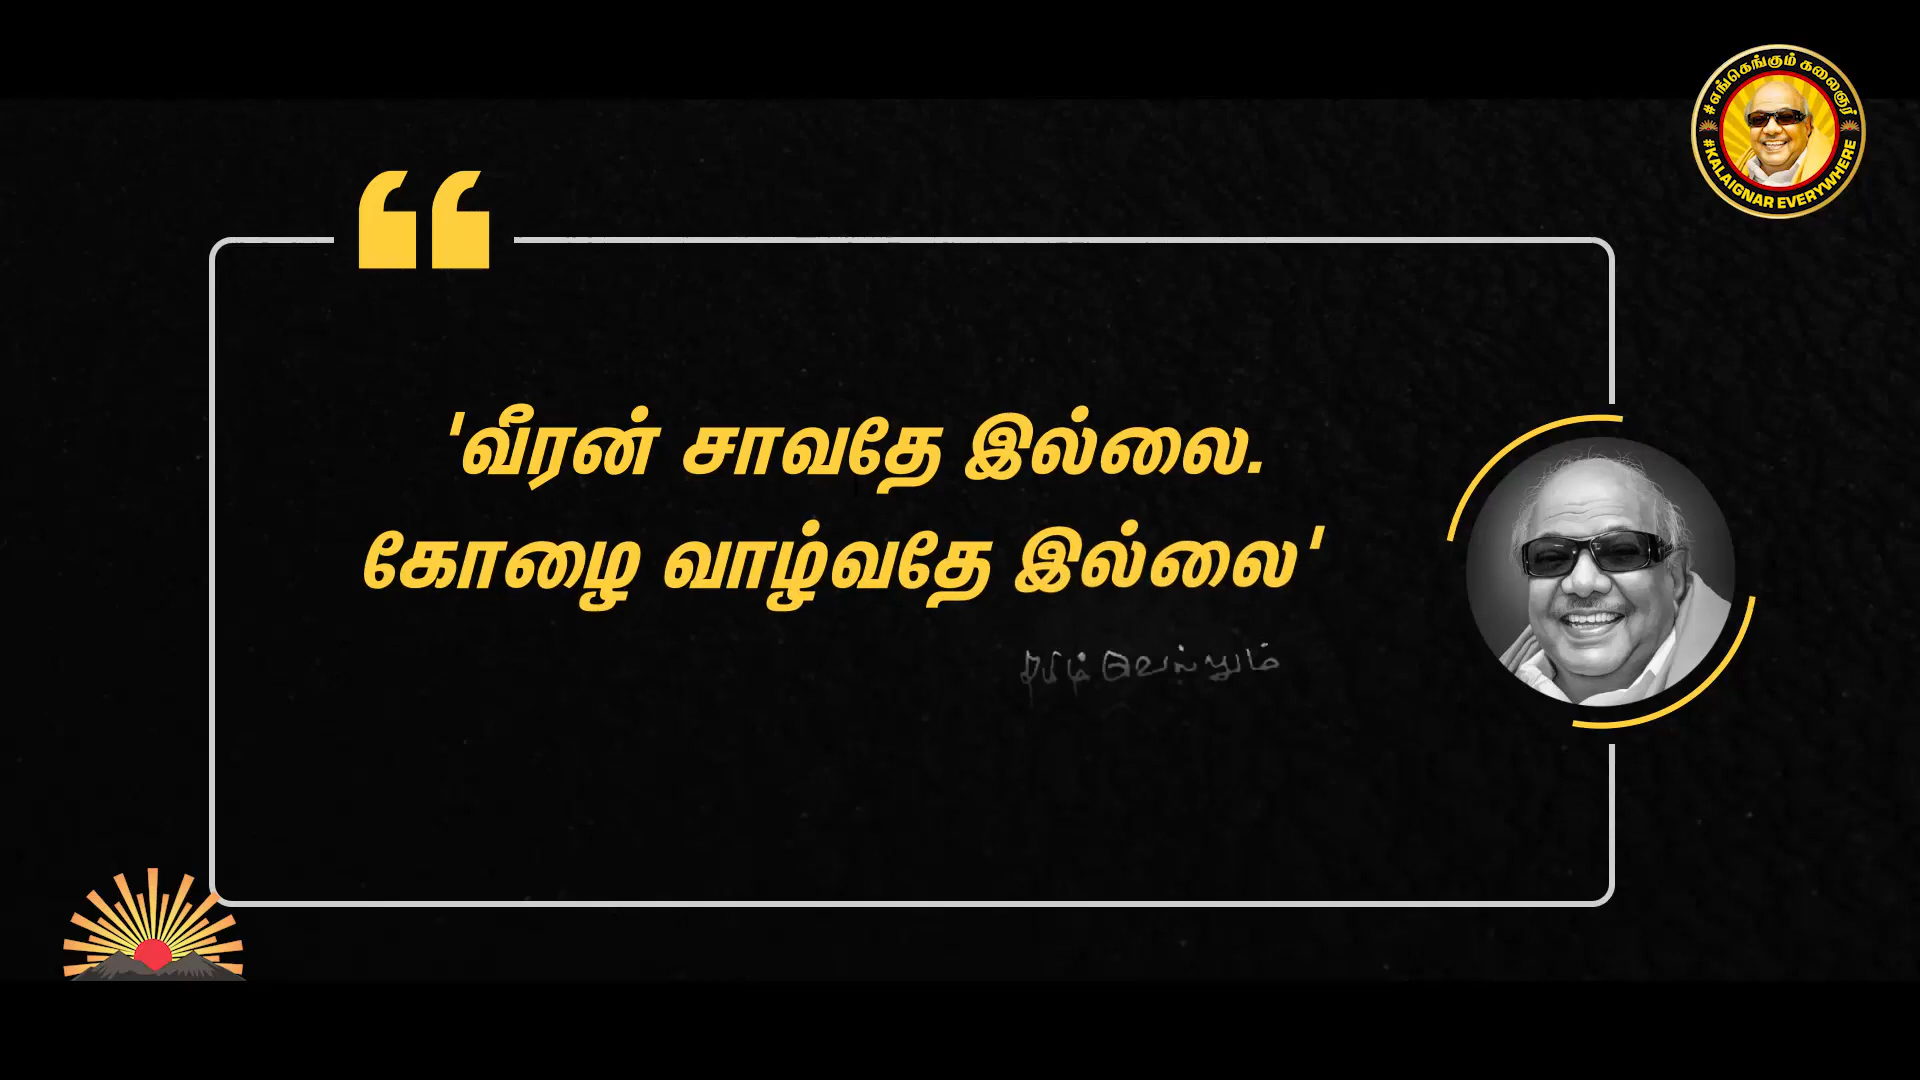 #எங்கெங்கும் கலைஞர்
#KALAIGNAR EVERYWHERE
'வீரன் சாவதே இல்லை.
கோழை வாழ்வதே இல்லை'
தமிழ் வெல்லும்